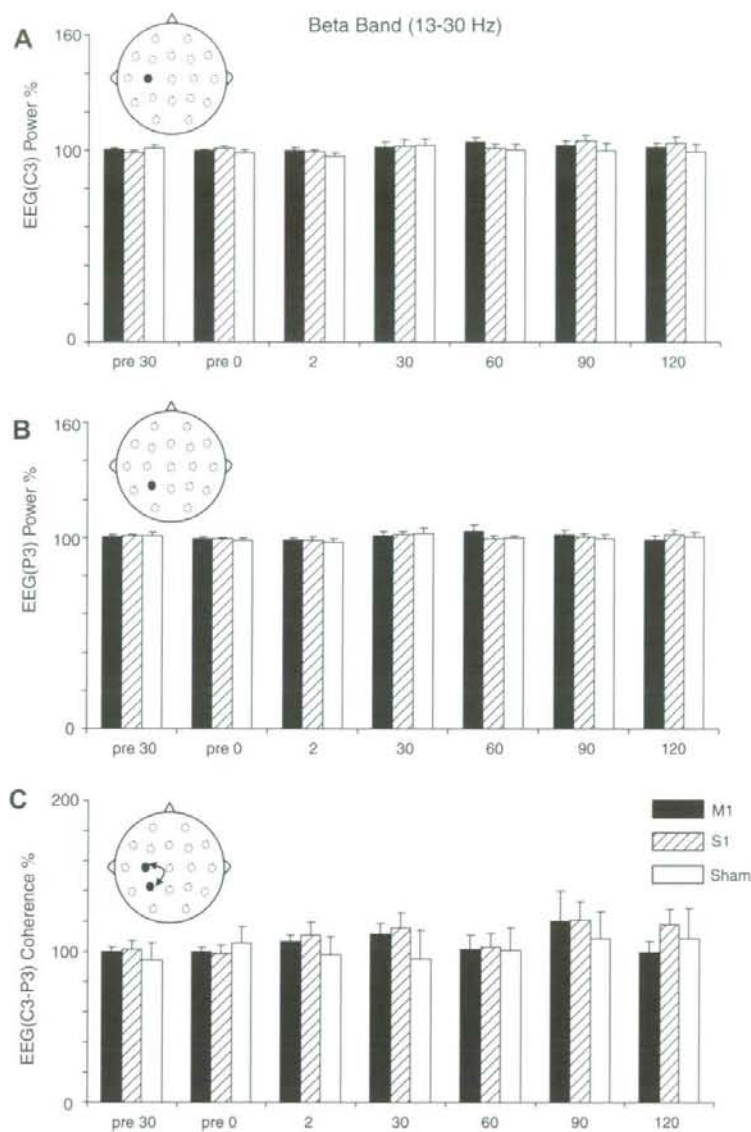 Beta Band (13-30 Hz)
A
160
100
0
EEG(C3) Power %
pre 30 pre 0 2 30 60 90 120
B
160
100
0
EEG(P3) Power %
pre 30 pre 0 2 30 60 90 120
C
200
100
0
EEG(C3-P3) Coherence %
M1
S1
Sham
pre 30 pre 0 2 30 60 90 120